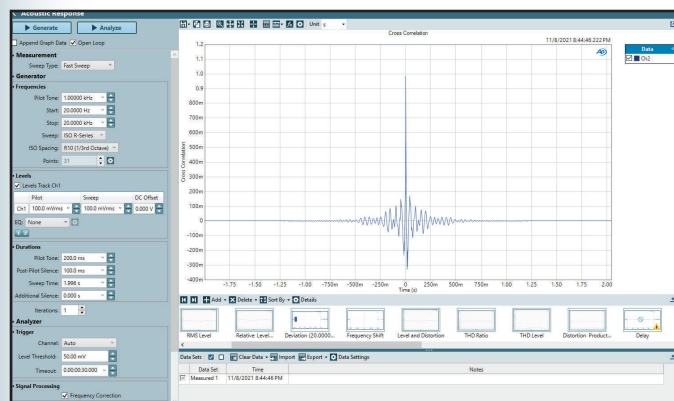 Acoustic Response
Generate
Analyze
Append Graph Data
Open Loop
Measurement
Sweep Type: Fast Sweep
Generator
Frequencies
Pilot Tone: 1.00000 kHz
Start: 20.0000 Hz
Stop: 20.0000 kHz
Sweep: ISO R-Series
ISO Spacing: R10 (1/3rd Octave)
Points: 31
Levels
Levels Track Ch1
Pilot Sweep DC Offset
Ch1 100.0 mVrms 100.0 mVrms 0.000 V
EQ: None
Durations
Pilot Tone: 200.0 ms
Post-Pilot Silence: 100.0 ms
Sweep Time: 1.996 s
Additional Silence: 0.000 s
Iterations: 1
Analyzer
Trigger
Channel: Auto
Level Threshold: 50.00 mV
Timeout: 0.00:00:30.000
Signal Processing
Frequency Correction
Unit s
Cross Correlation
11/8/2021 8:44:46.222 PM
Data
Ch2
1.2
1.1
1.0
0.9
800m
700m
600m
500m
400m
300m
200m
100m
0
-100m
-200m
-300m
-400m
Cross Correlation
-1.75 -1.50 -1.25 -1.00 -750m -500m -250m 0 250m 500m 750m 1.00 1.25 1.50 1.75 2.00
Time (s)
Add Delete Sort By Details
RMS Level
Relative Level...
Deviation (20.0000...
Frequency Shift
Level and Distortion
THD Ratio
THD Level
Distortion Product...
Delay
Data Sets: Clear Data Import Export Data Settings
Data Set Time Notes
Measured 1 11/8/2021 8:44:46 PM